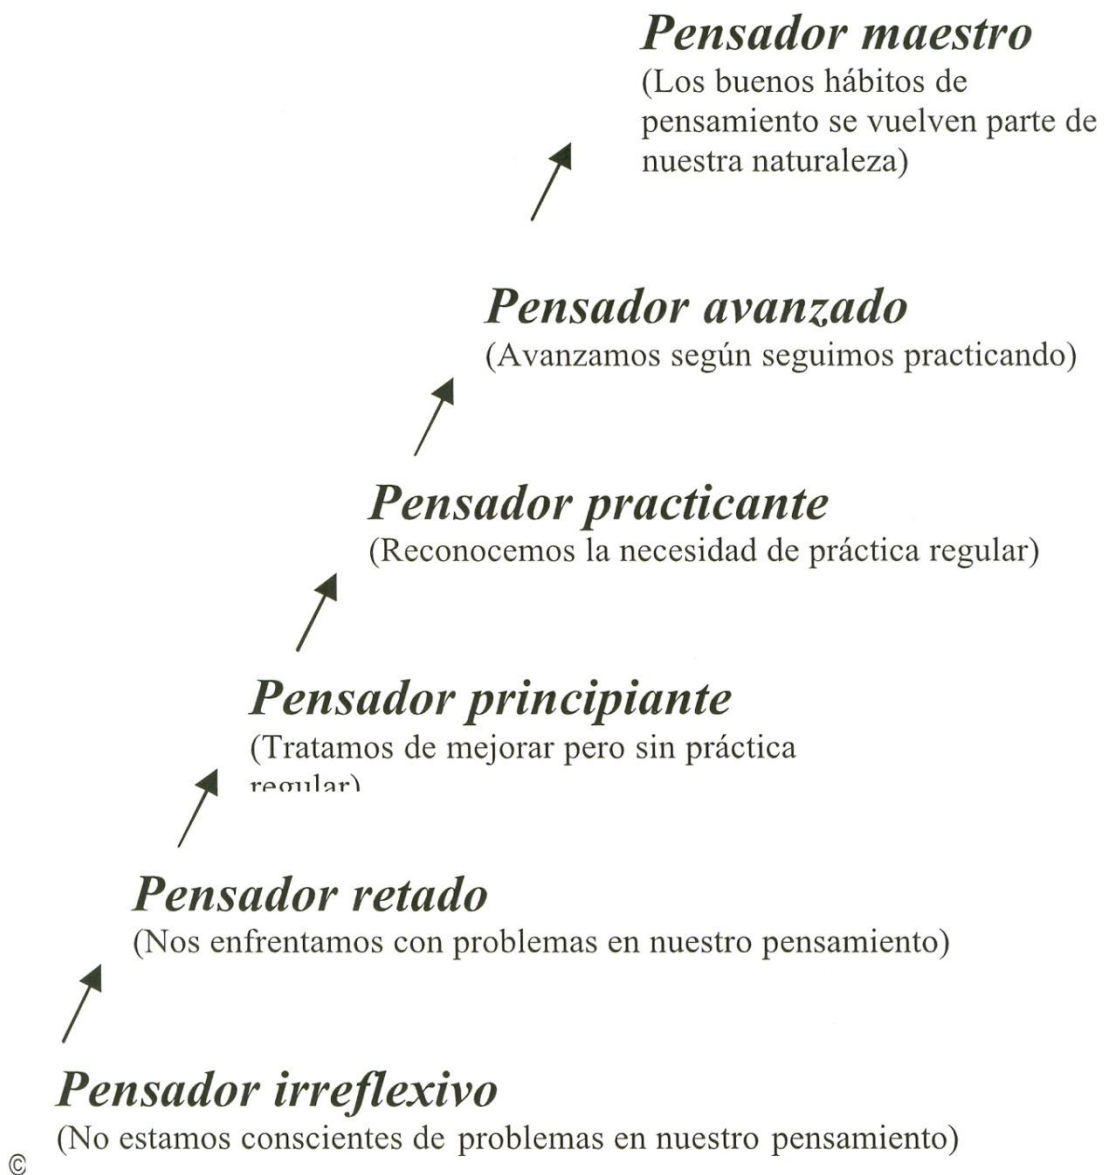 Pensador maestro
(Los buenos hábitos de
pensamiento se vuelven parte de
nuestra naturaleza)
Pensador avanzado
(Avanzamos según seguimos practicando)
Pensador practicante
(Reconocemos la necesidad de práctica regular)
Pensador principiante
(Tratamos de mejorar pero sin práctica
regular)
Pensador retado
(Nos enfrentamos con problemas en nuestro pensamiento)
Pensador irreflexivo
(No estamos conscientes de problemas en nuestro pensamiento)
©